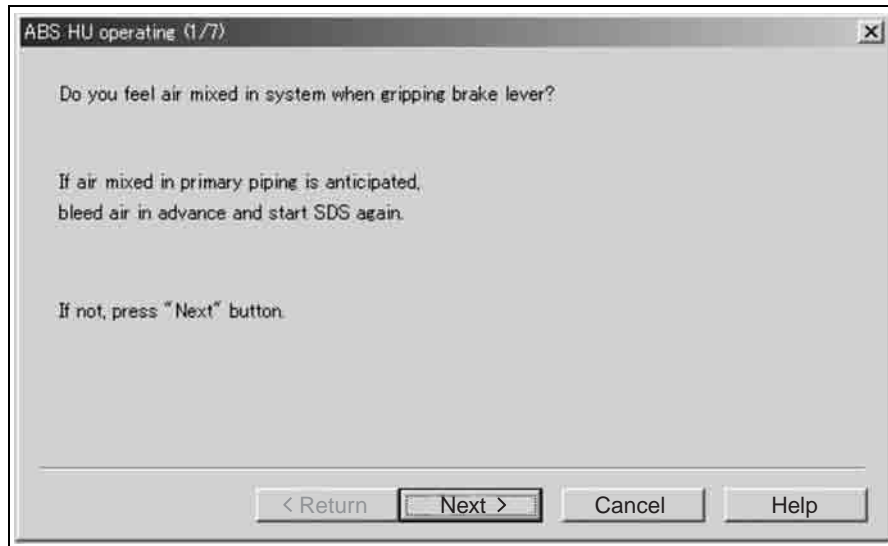 ABS HU operating (1/7)
Do you feel air mixed in system when gripping brake lever?
If air mixed in primary piping is anticipated,
bleed air in advance and start SDS again.
If not, press "Next" button.
< Return Next > Cancel Help